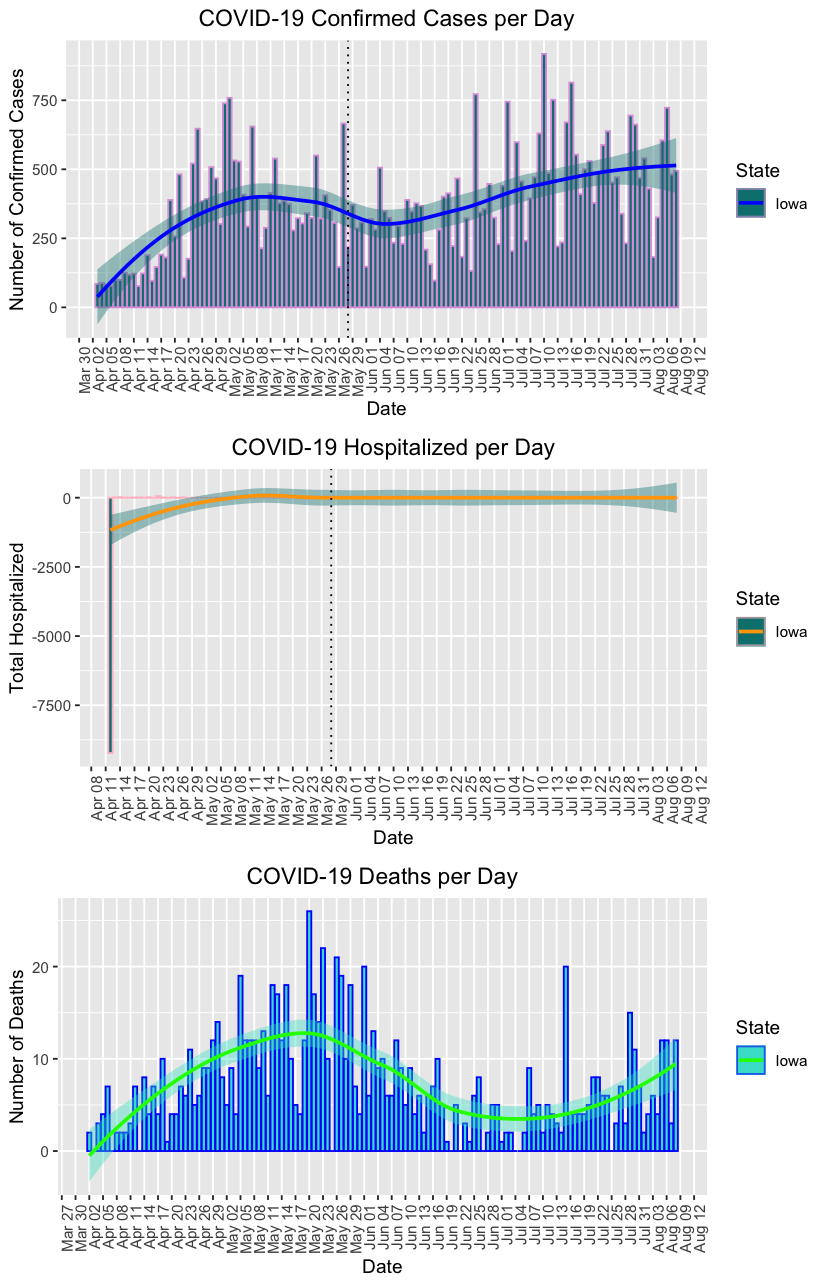 COVID-19 Confirmed Cases per Day
Number of Confirmed Cases
750
500
250
0
Mar 30
Apr 02
Apr 05
Apr 08
Apr 11
Apr 14
Apr 17
Apr 20
Apr 23
Apr 26
Apr 29
May 02
May 05
May 08
May 11
May 14
May 17
May 20
May 23
May 26
May 29
Jun 01
Jun 04
Jun 07
Jun 10
Jun 13
Jun 16
Jun 19
Jun 22
Jun 25
Jun 28
Jul 01
Jul 04
Jul 07
Jul 10
Jul 13
Jul 16
Jul 19
Jul 22
Jul 25
Jul 28
Jul 31
Aug 03
Aug 06
Aug 09
Aug 12
Date
State
Iowa
COVID-19 Hospitalized per Day
Total Hospitalized
0
-2500
-5000
-7500
Apr 08
Apr 11
Apr 14
Apr 17
Apr 20
Apr 23
Apr 26
Apr 29
May 02
May 05
May 08
May 11
May 14
May 17
May 20
May 23
May 26
May 29
Jun 01
Jun 04
Jun 07
Jun 10
Jun 13
Jun 16
Jun 19
Jun 22
Jun 25
Jun 28
Jul 01
Jul 04
Jul 07
Jul 10
Jul 13
Jul 16
Jul 19
Jul 22
Jul 25
Jul 28
Jul 31
Aug 03
Aug 06
Aug 09
Aug 12
Date
State
Iowa
COVID-19 Deaths per Day
Number of Deaths
20
10
0
Mar 27
Mar 30
Apr 02
Apr 05
Apr 08
Apr 11
Apr 14
Apr 17
Apr 20
Apr 23
Apr 26
Apr 29
May 02
May 05
May 08
May 11
May 14
May 17
May 20
May 23
May 26
May 29
Jun 01
Jun 04
Jun 07
Jun 10
Jun 13
Jun 16
Jun 19
Jun 22
Jun 25
Jun 28
Jul 01
Jul 04
Jul 07
Jul 10
Jul 13
Jul 16
Jul 19
Jul 22
Jul 25
Jul 28
Jul 31
Aug 03
Aug 06
Aug 09
Aug 12
Date
State
Iowa